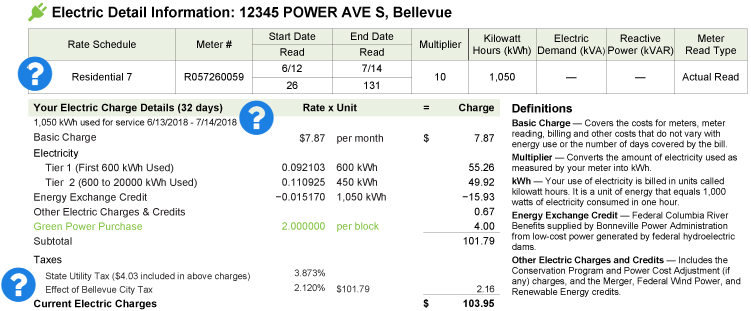 Electric Detail Information: 12345 POWER AVE S, Bellevue
Rate Schedule Meter # Start Date End Date Multiplier Kilowatt Hours (kWh) Electric Demand (kVA) Reactive Power (kVAR) Meter Read Type
Read Read
Residential 7 R057260059 6/12 7/14 10 1,050 — — Actual Read
26 131
?
Your Electric Charge Details (32 days) Rate x Unit = Charge
1,050 kWh used for service 6/13/2018 - 7/14/2018
?
Basic Charge $7.87 per month $ 7.87
Electricity
Tier 1 (First 600 kWh Used) 0.092103 600 kWh 55.26
Tier 2 (600 to 20000 kWh Used) 0.110925 450 kWh 49.92
Energy Exchange Credit −0.015170 1,050 kWh −15.93
Other Electric Charges & Credits 0.67
Green Power Purchase 2.000000 per block 4.00
Subtotal 101.79
Taxes
State Utility Tax ($4.03 included in above charges) 3.873%
Effect of Bellevue City Tax 2.120% $101.79 2.16
?
Current Electric Charges $ 103.95
Definitions
Basic Charge — Covers the costs for meters, meter
reading, billing and other costs that do not vary with
energy use or the number of days covered by the bill.
Multiplier — Converts the amount of electricity used as
measured by your meter into kWh.
kWh — Your use of electricity is billed in units called
kilowatt hours. It is a unit of energy that equals 1,000
watts of electricity consumed in one hour.
Energy Exchange Credit — Federal Columbia River
Benefits supplied by Bonneville Power Administration
from low-cost power generated by federal hydroelectric
dams.
Other Electric Charges and Credits — Includes the
Conservation Program and Power Cost Adjustment (if
any) charges, and the Merger, Federal Wind Power, and
Renewable Energy credits.